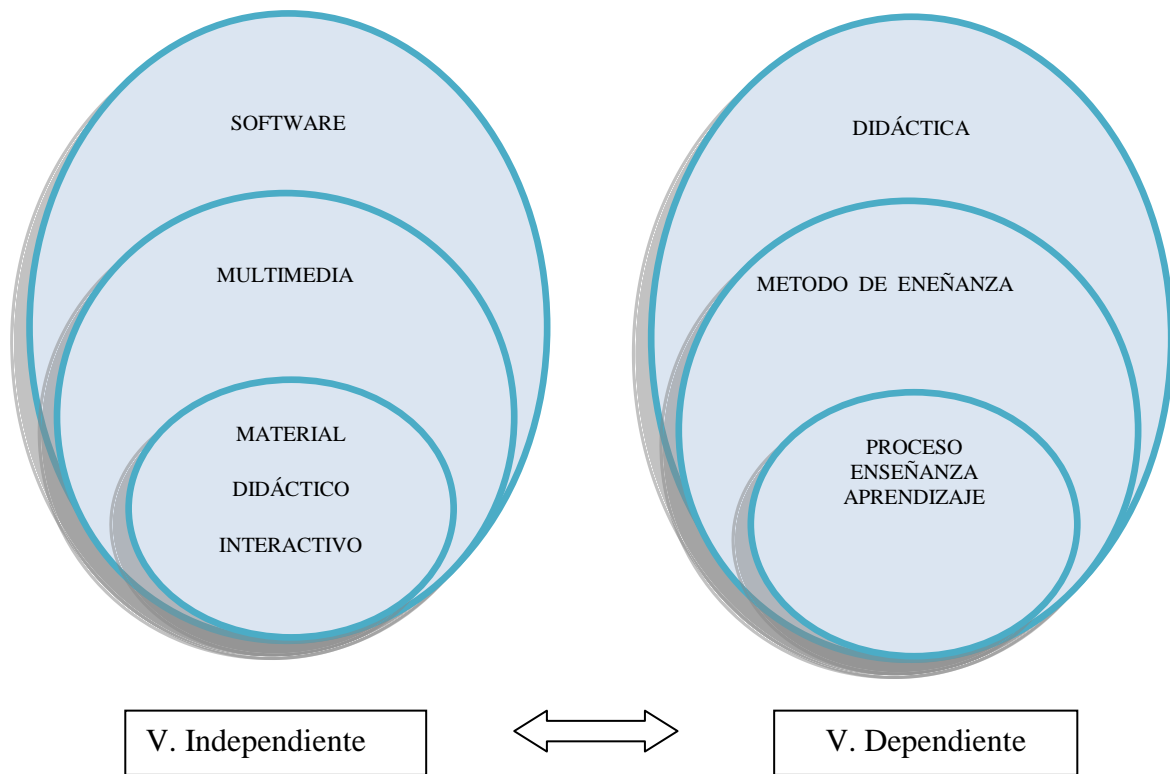 SOFTWARE
MULTIMEDIA
MATERIAL
DIDÁCTICO
INTERACTIVO
V. Independiente
DIDÁCTICA
METODO DE ENEÑANZA
PROCESO
ENSEÑANZA
APRENDIZAJE
V. Dependiente